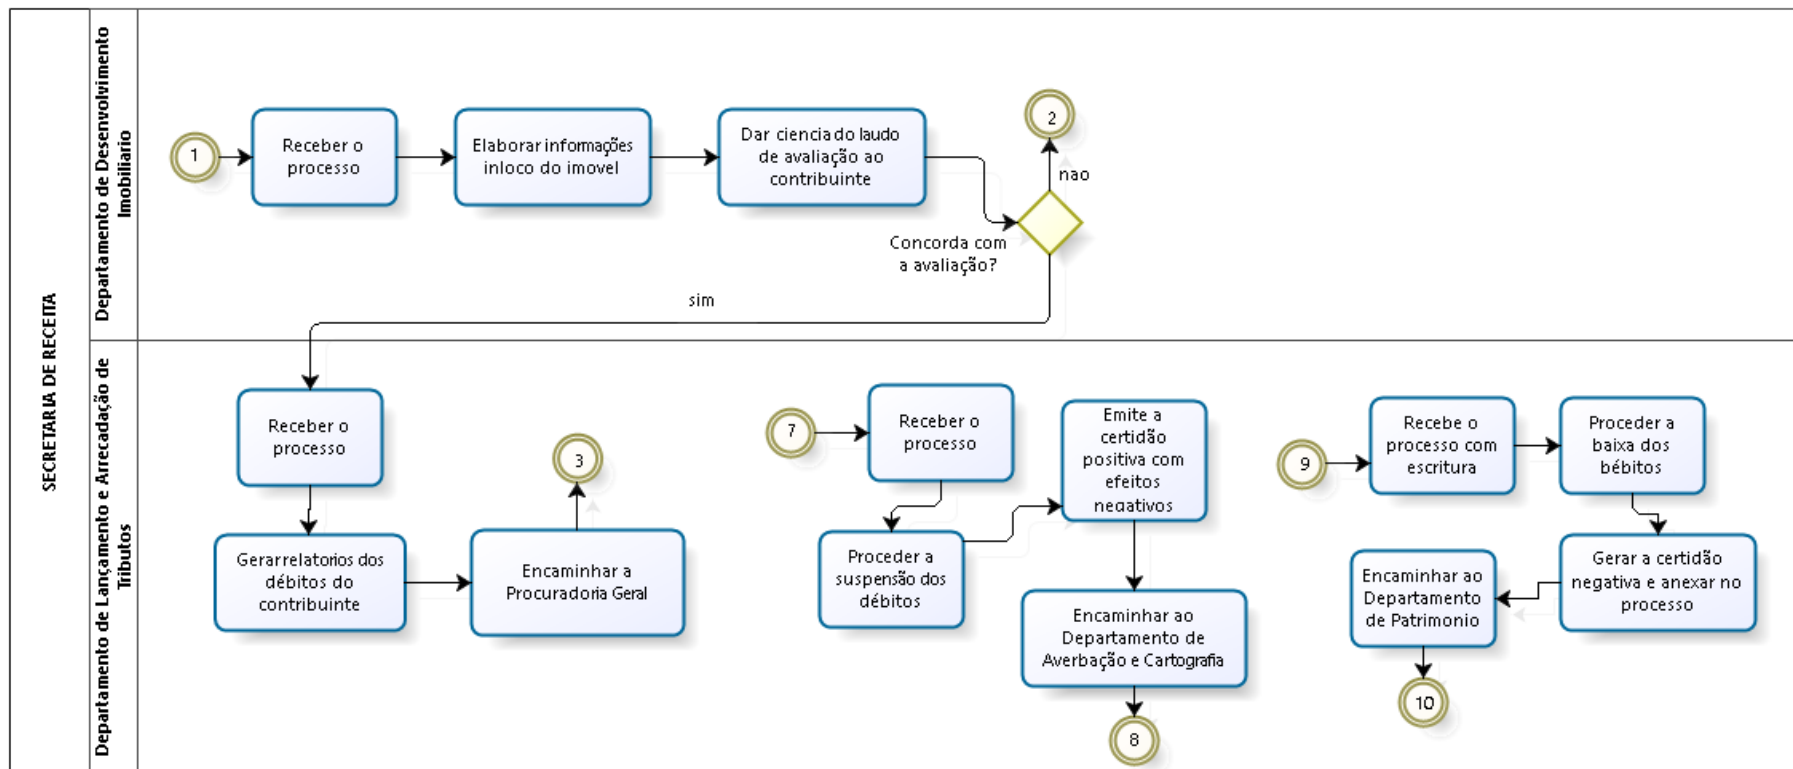 SECRETARIA DE RECEITA
Departamento de Desenvolvimento
Imobiliario
1
Receber o
processo
Elaborar informações
inloco do imovel
Dar ciencia do laudo
de avaliação ao
contribuinte
2
nao
Concorda com
a avaliação?
sim
Departamento de Lançamento e Arrecadação de
Tributos
Receber o
processo
Gerarrelatorios dos
débitos do
contribuinte
Encaminhar a
Procuradoria Geral
3
7
Receber o
processo
Proceder a
suspensão dos
débitos
Emite a
certidão
positiva com
efeitos
negativos
Encaminhar ao
Departamento de
Averbação e Cartografia
8
9
Recebe o
processo com
escritura
Proceder a
baixa dos
bébitos
Gerar a certidão
negativa e anexar no
processo
Encaminhar ao
Departamento
de Patrimonio
10